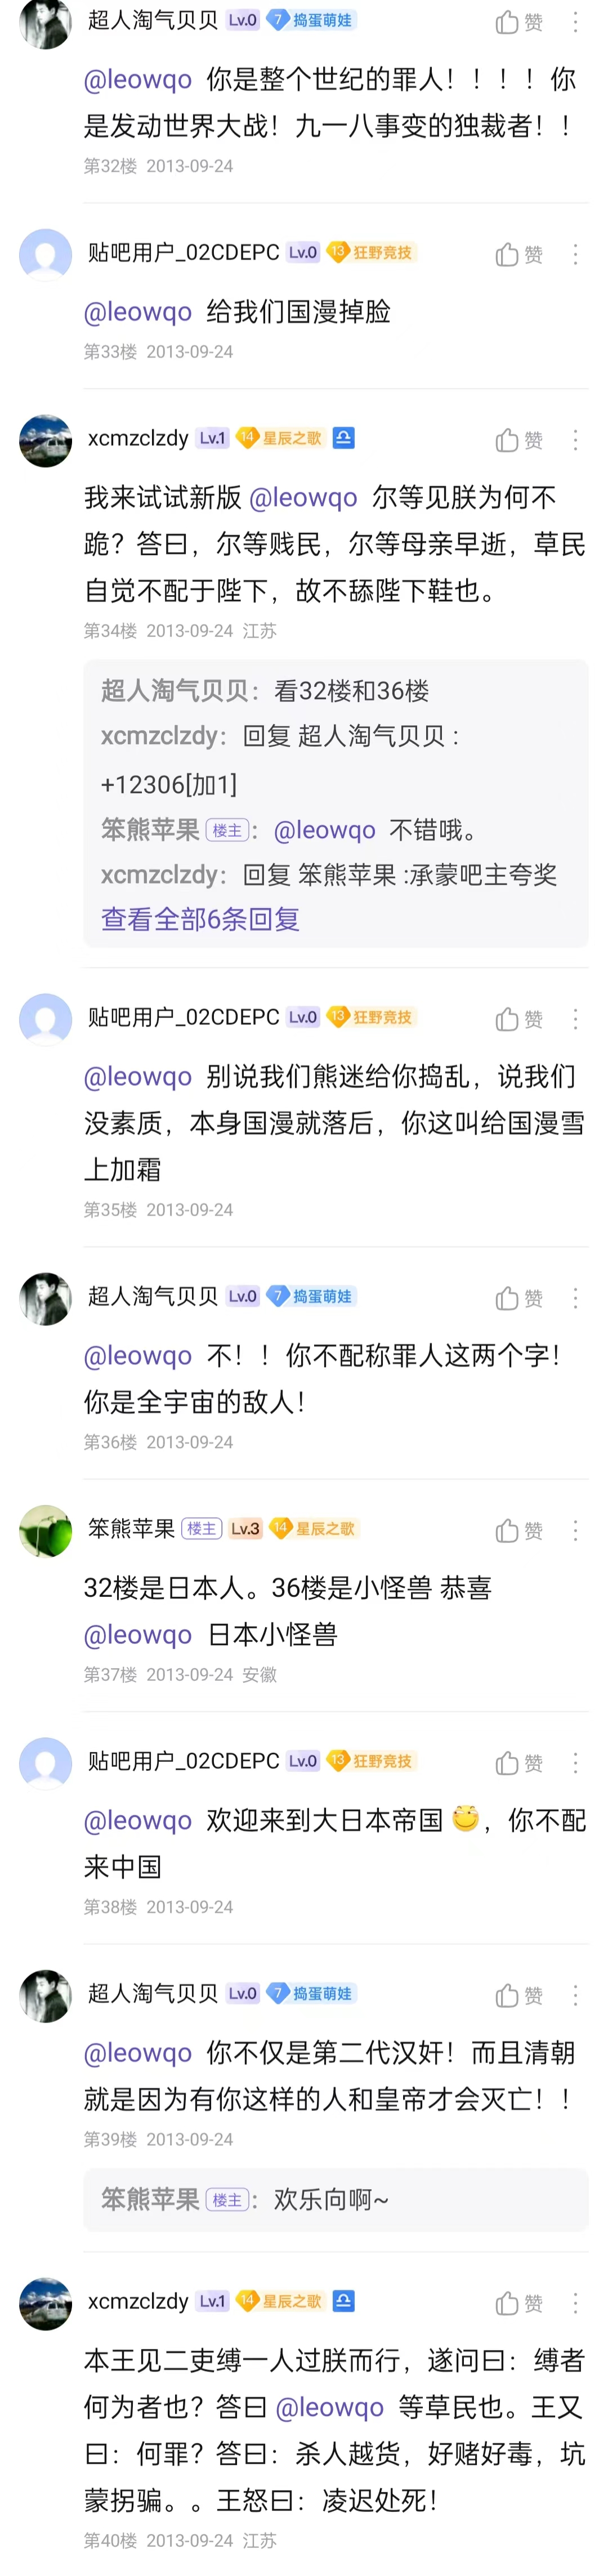 超人淘气贝贝 Lv.0 7 捣蛋萌娃 赞
@leowqo 你是整个世纪的罪人！！！！你
是发动世界大战！九一八事变的独裁者！！
第32楼 2013-09-24
贴吧用户_02CDEPC Lv.0 13 狂野竞技 赞
@leowqo 给我们国漫掉脸
第33楼 2013-09-24
xcmzclzdy Lv.1 14 星辰之歌 赞
我来试试新版 @leowqo 尔等见朕为何不
跪？答曰，尔等贱民，尔等母亲早逝，草民
自觉不配于陛下，故不舔陛下鞋也。
第34楼 2013-09-24 江苏
超人淘气贝贝：看32楼和36楼
xcmzclzdy：回复 超人淘气贝贝 :
+12306[加1]
笨熊苹果 楼主：@leowqo 不错哦。
xcmzclzdy：回复 笨熊苹果 :承蒙吧主夸奖
查看全部6条回复
贴吧用户_02CDEPC Lv.0 13 狂野竞技 赞
@leowqo 别说我们熊迷给你捣乱，说我们
没素质，本身国漫就落后，你这叫给国漫雪
上加霜
第35楼 2013-09-24
超人淘气贝贝 Lv.0 7 捣蛋萌娃 赞
@leowqo 不！！你不配称罪人这两个字！
你是全宇宙的敌人！
第36楼 2013-09-24
笨熊苹果 楼主 Lv.3 14 星辰之歌 赞
32楼是日本人。36楼是小怪兽 恭喜
@leowqo 日本小怪兽
第37楼 2013-09-24 安徽
贴吧用户_02CDEPC Lv.0 13 狂野竞技 赞
@leowqo 欢迎来到大日本帝国，你不配
来中国
第38楼 2013-09-24
超人淘气贝贝 Lv.0 7 捣蛋萌娃 赞
@leowqo 你不仅是第二代汉奸！而且清朝
就是因为有你这样的人和皇帝才会灭亡！！
第39楼 2013-09-24
笨熊苹果 楼主：欢乐向啊~
xcmzclzdy Lv.1 14 星辰之歌 赞
本王见二吏缚一人过朕而行，遂问曰：缚者
何为者也？答曰 @leowqo 等草民也。王又
曰：何罪？答曰：杀人越货，好赌好毒，坑
蒙拐骗。。王怒曰：凌迟处死！
第40楼 2013-09-24 江苏